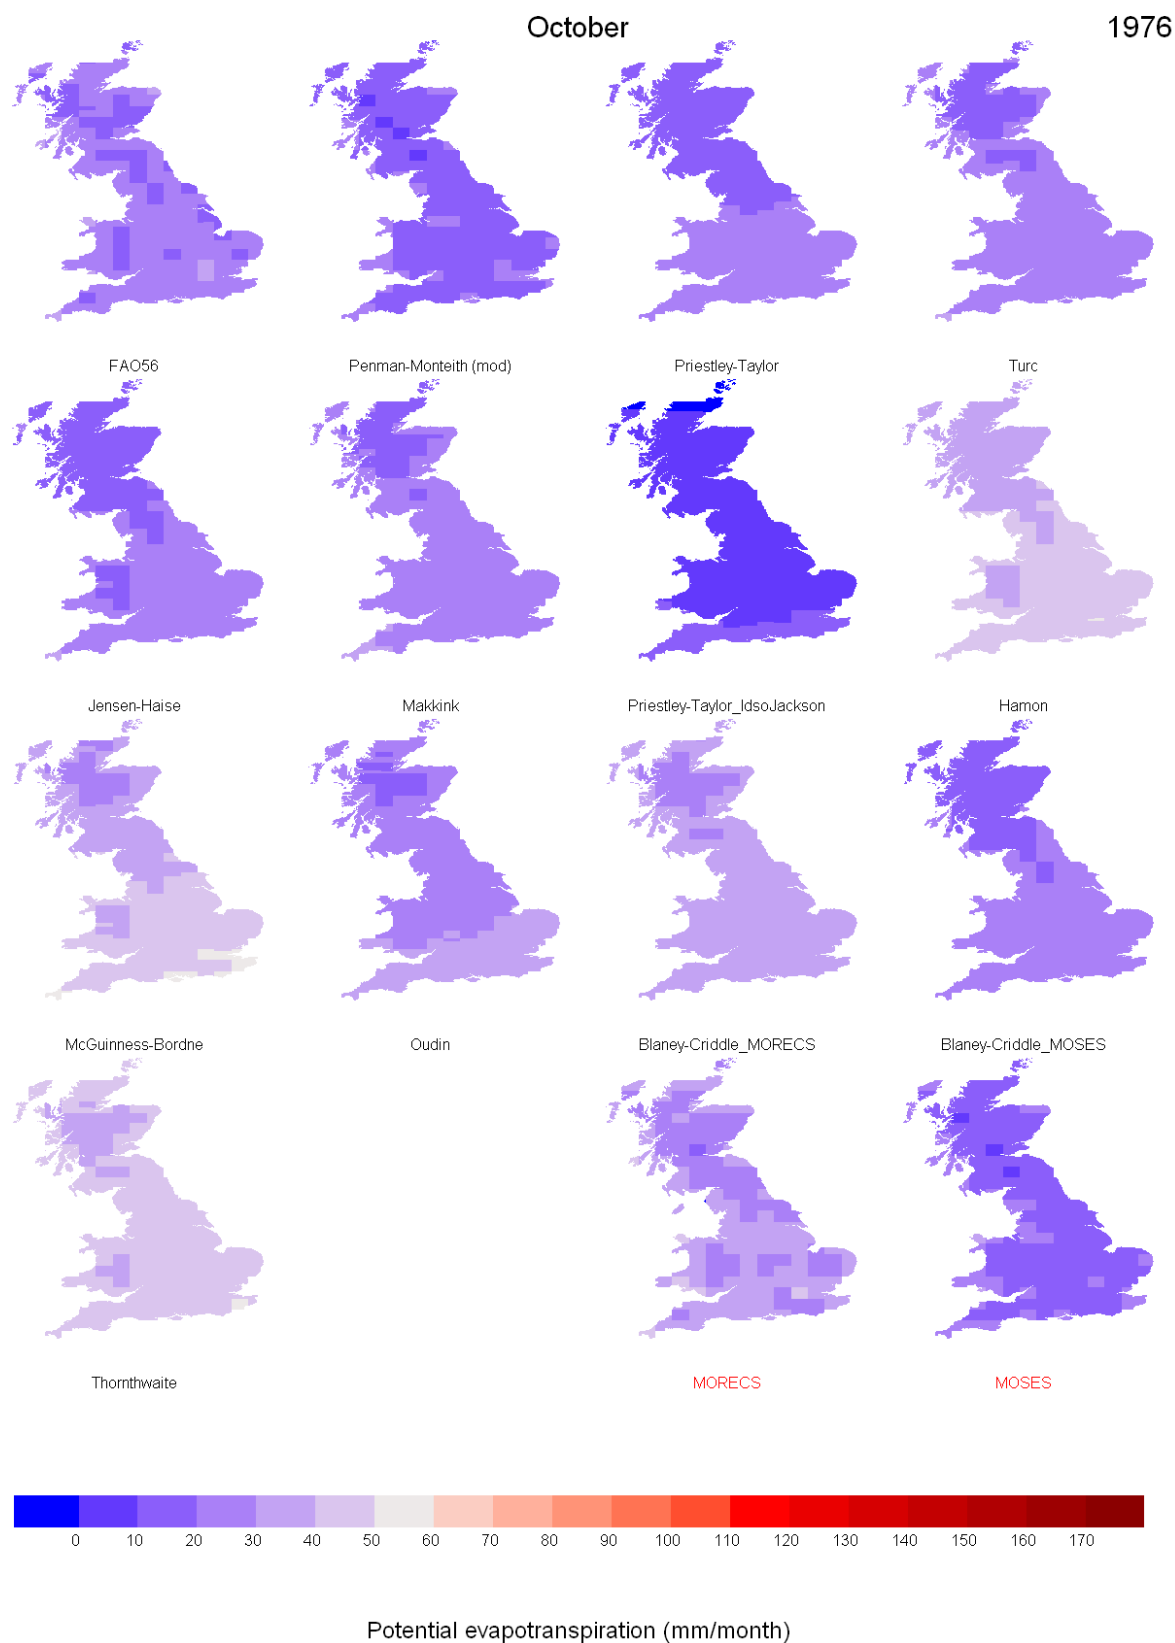 October 1976
FAO56 Penman-Monteith (mod) Priestley-Taylor Turc
Jensen-Haise Makkink Priestley-Taylor_IdsoJackson Hamon
McGuinness-Bordne Oudin Blaney-Criddle_MORECS Blaney-Criddle_MOSES
Thornthwaite MORECS MOSES
0 10 20 30 40 50 60 70 80 90 100 110 120 130 140 150 160 170
Potential evapotranspiration (mm/month)